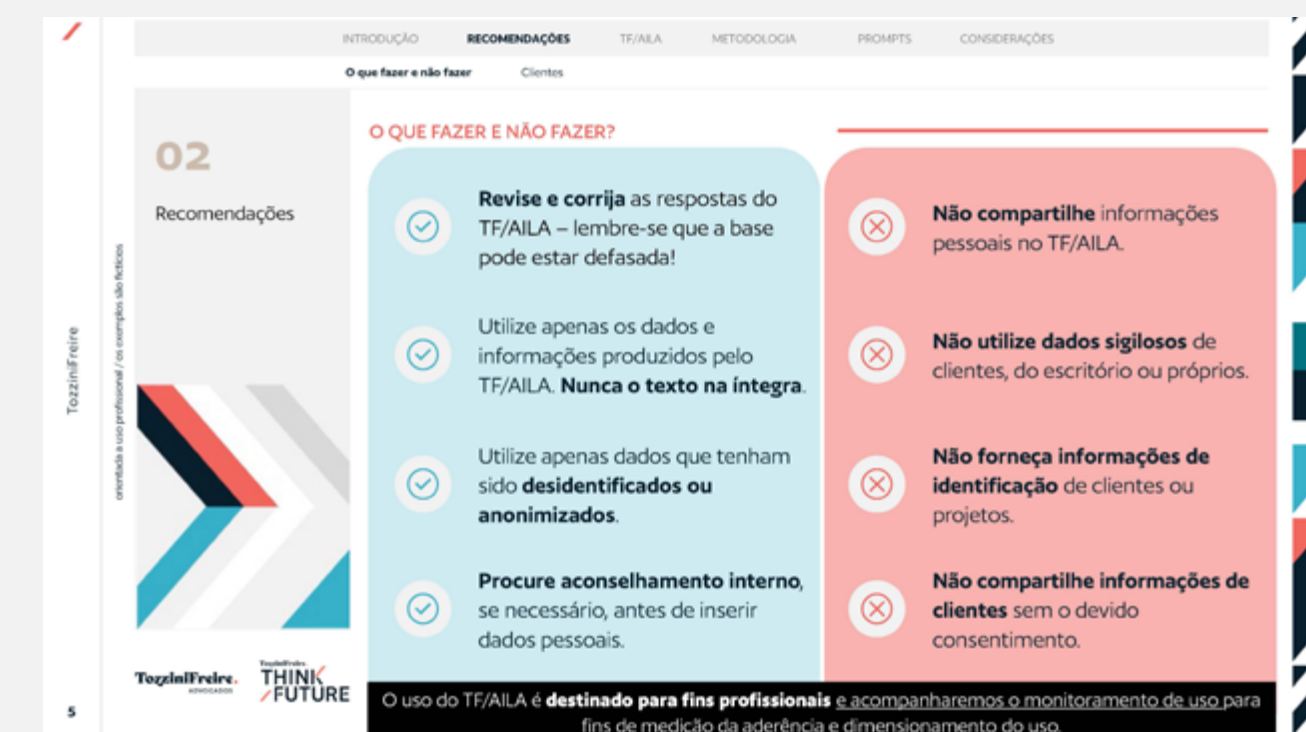 INTRODUÇÃO RECOMENDAÇÕES TF/AILA METODOLOGIA PROMPTS CONSIDERAÇÕES
O que fazer e não fazer Clientes
02
Recomendações
O QUE FAZER E NÃO FAZER?
Revise e corrija as respostas do
TF/AILA – lembre-se que a base
pode estar defasada!
Utilize apenas os dados e
informações produzidos pelo
TF/AILA. Nunca o texto na íntegra.
Utilize apenas dados que tenham
sido desidentificados ou
anonimizados.
Procure aconselhamento interno,
se necessário, antes de inserir
dados pessoais.
Não compartilhe informações
pessoais no TF/AILA.
Não utilize dados sigilosos de
clientes, do escritório ou próprios.
Não forneça informações de
identificação de clientes ou
projetos.
Não compartilhe informações de
clientes sem o devido
consentimento.
O uso do TF/AILA é destinado para fins profissionais e acompanharemos o monitoramento de uso para
fins de medição da aderência e dimensionamento do uso.
TozziniFreire
orientada a uso profissional / os exemplos são fictícios
TozziniFreire.
ADVOGADOS
TozziniFreire.
THINK
/FUTURE
5